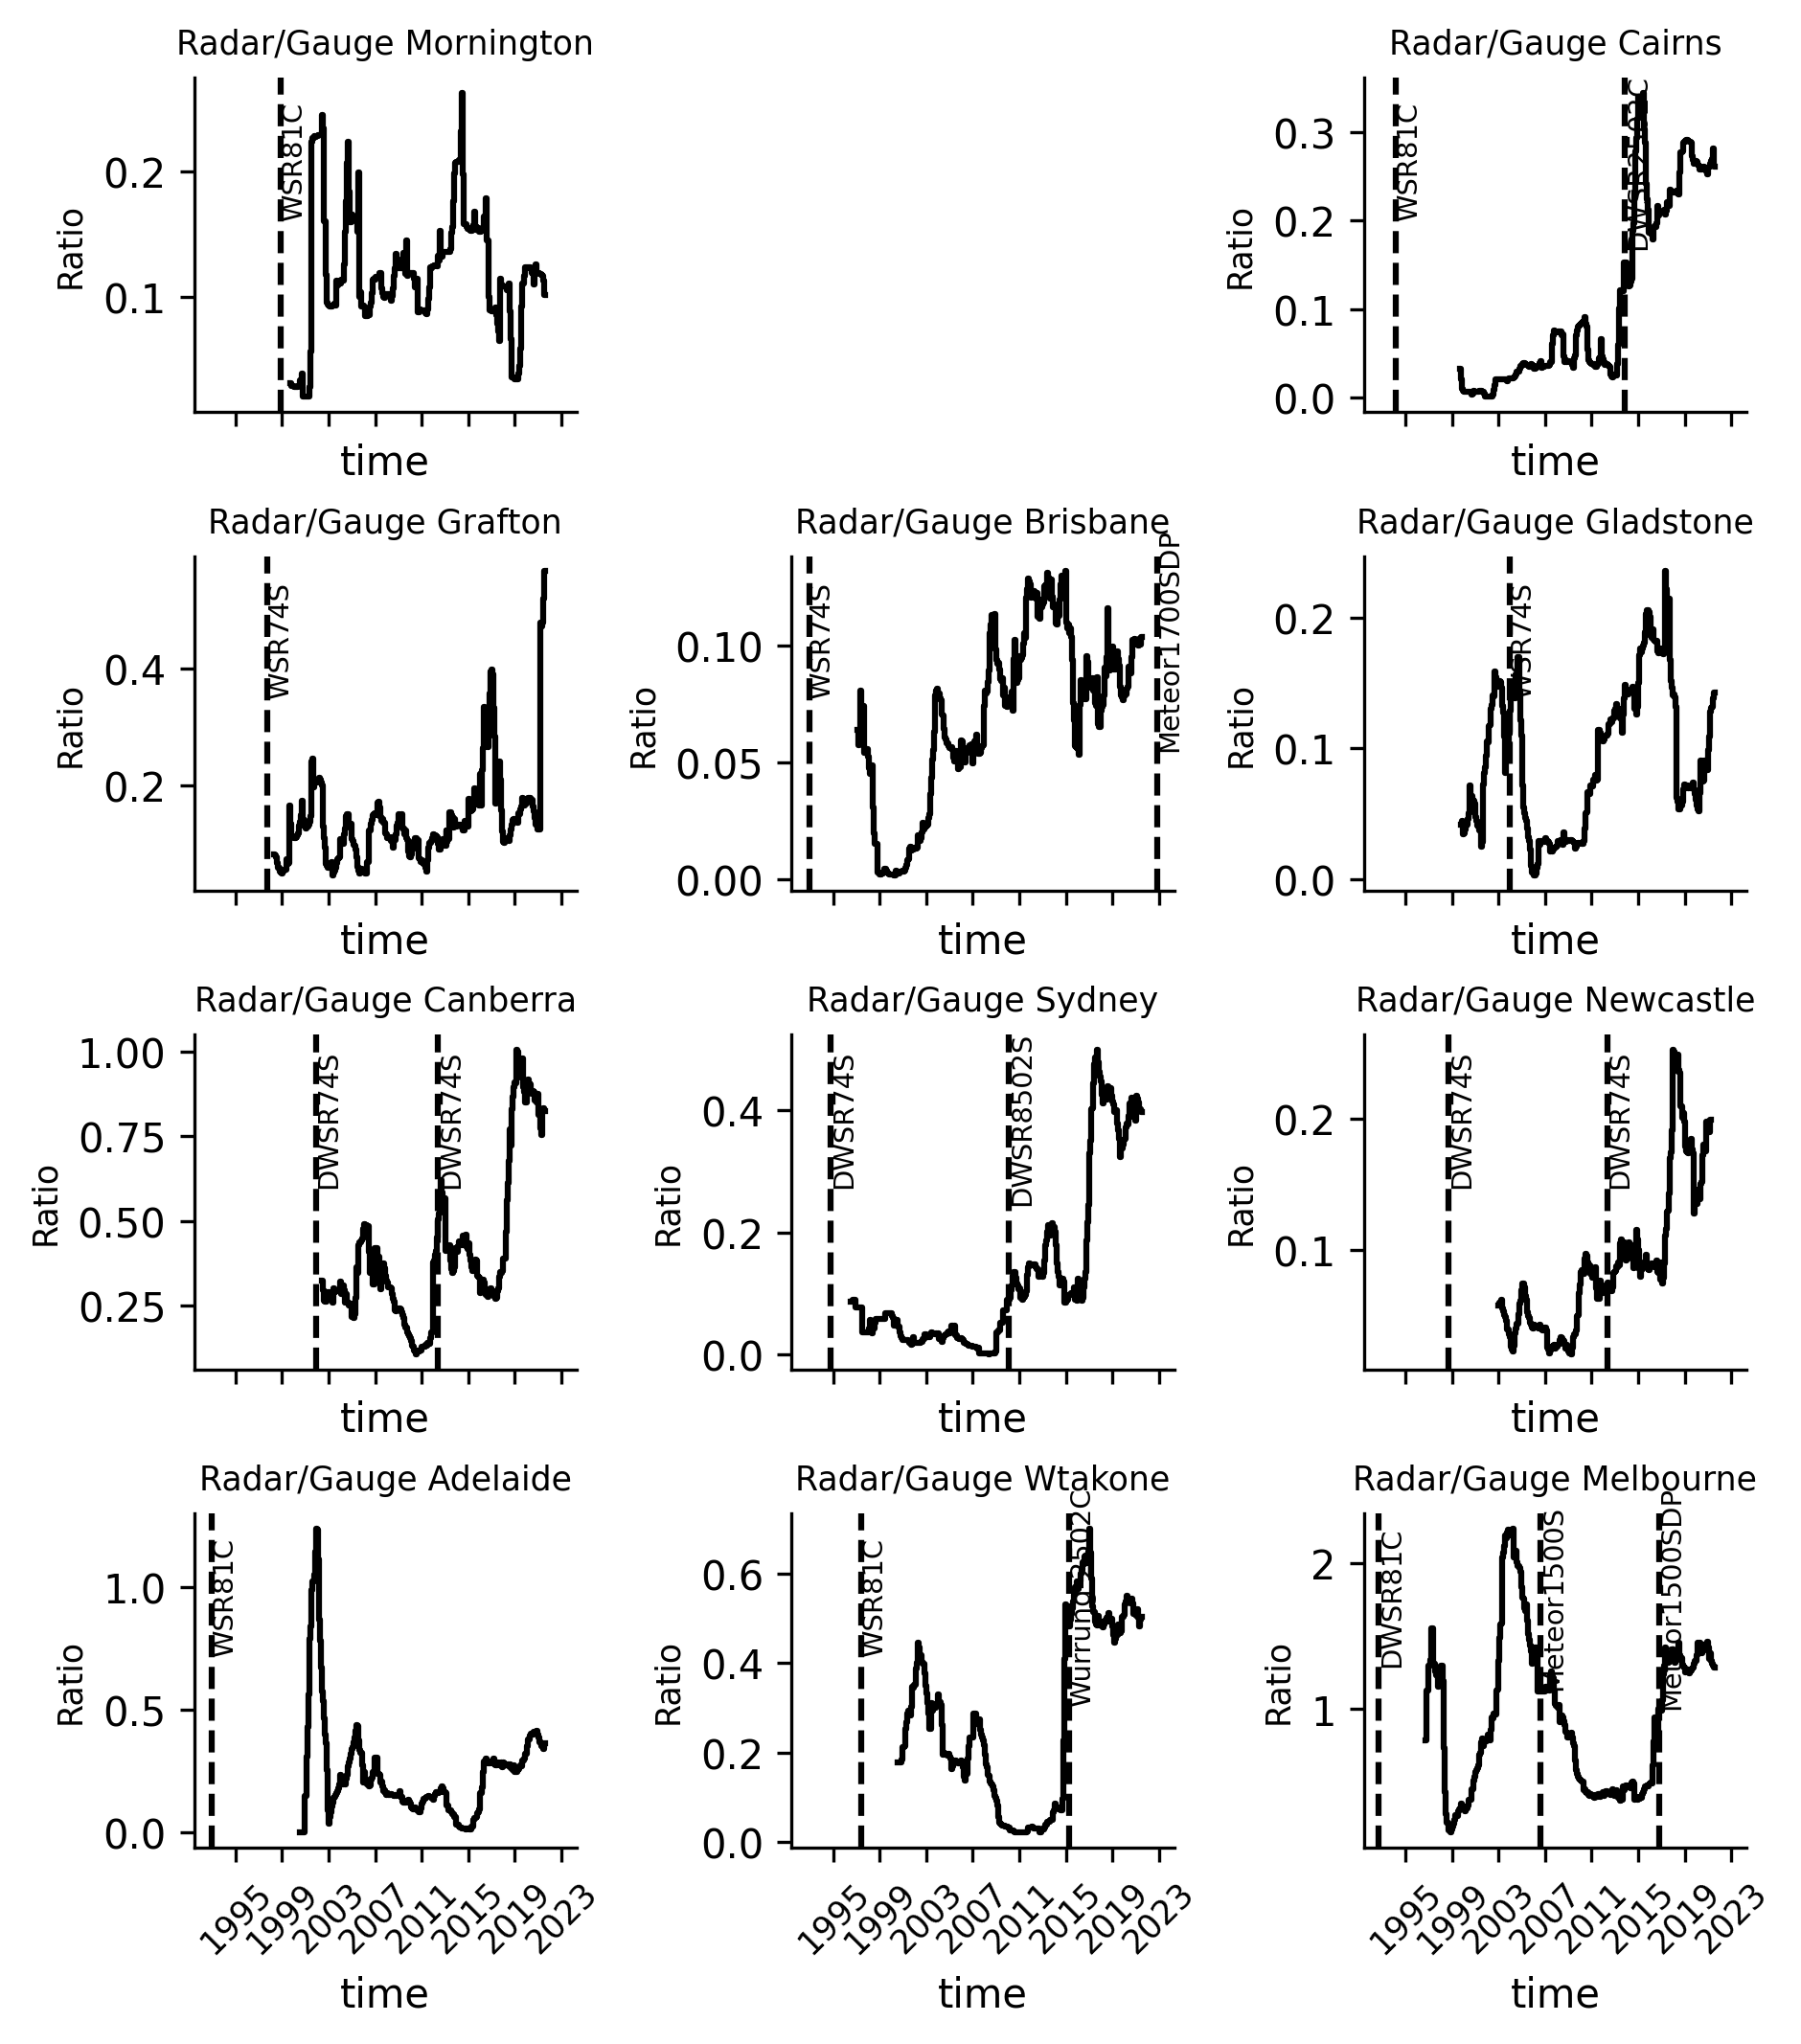 Radar/Gauge Mornington
Ratio
0.2
0.1
WSR81C
time
Radar/Gauge Cairns
Ratio
0.3
0.2
0.1
0.0
WSR81C
DWSR2502C
time
Radar/Gauge Grafton
Ratio
0.4
0.2
WSR74S
time
Radar/Gauge Brisbane
Ratio
0.10
0.05
0.00
WSR74S
Meteor1700SDP
time
Radar/Gauge Gladstone
Ratio
0.2
0.1
0.0
WSR74S
time
Radar/Gauge Canberra
Ratio
1.00
0.75
0.50
0.25
DWSR74S
DWSR74S
time
Radar/Gauge Sydney
Ratio
0.4
0.2
0.0
DWSR74S
DWSR8502S
time
Radar/Gauge Newcastle
Ratio
0.2
0.1
DWSR74S
DWSR74S
time
Radar/Gauge Adelaide
Ratio
1.0
0.5
0.0
WSR81C
1995
1999
2003
2007
2011
2015
2019
2023
time
Radar/Gauge Wtakone
Ratio
0.6
0.4
0.2
0.0
WSR81C
Wurrung2502C
1995
1999
2003
2007
2011
2015
2019
2023
time
Radar/Gauge Melbourne
Ratio
2
1
DWSR81C
Meteor1500S
Meteor1500SDP
1995
1999
2003
2007
2011
2015
2019
2023
time